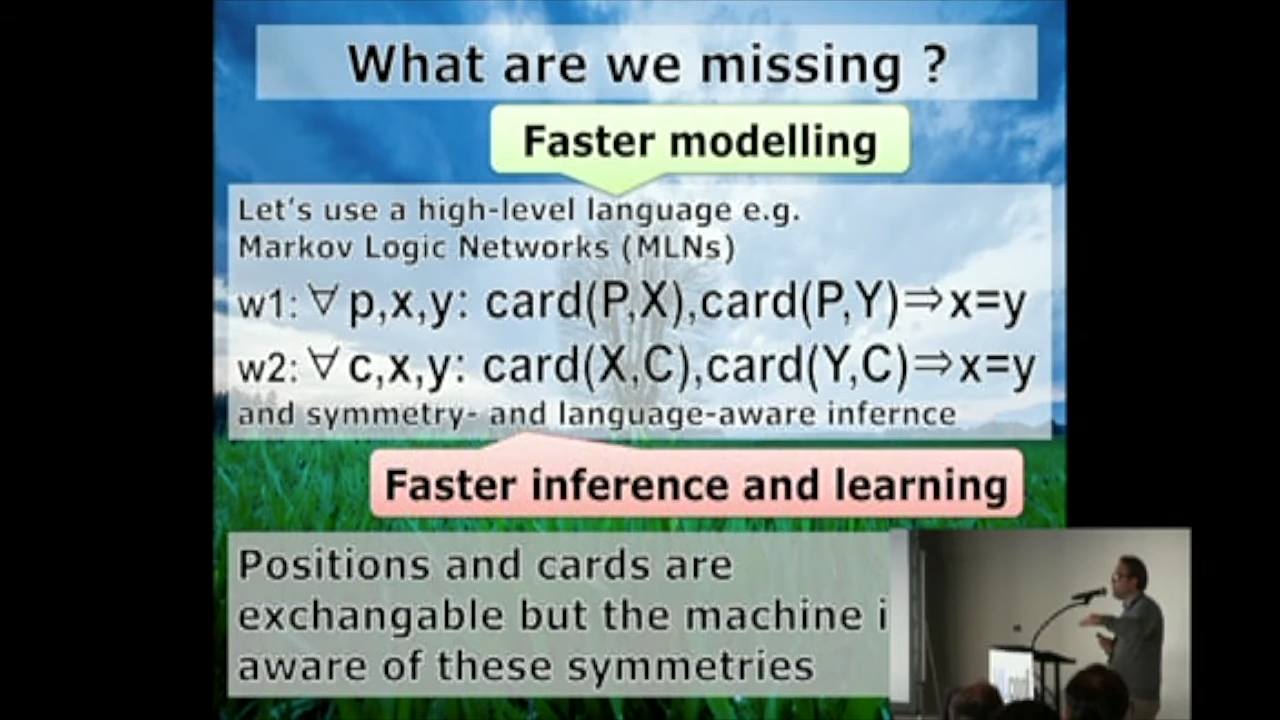 What are we missing ?
Faster modelling
Let's use a high-level language e.g.
Markov Logic Networks (MLNs)
w1: ∀ p,x,y: card(P,X),card(P,Y)⇒x=y
w2: ∀ c,x,y: card(X,C),card(Y,C)⇒x=y
and symmetry- and language-aware infernce
Faster inference and learning
Positions and cards are
exchangable but the machine i
aware of these symmetries